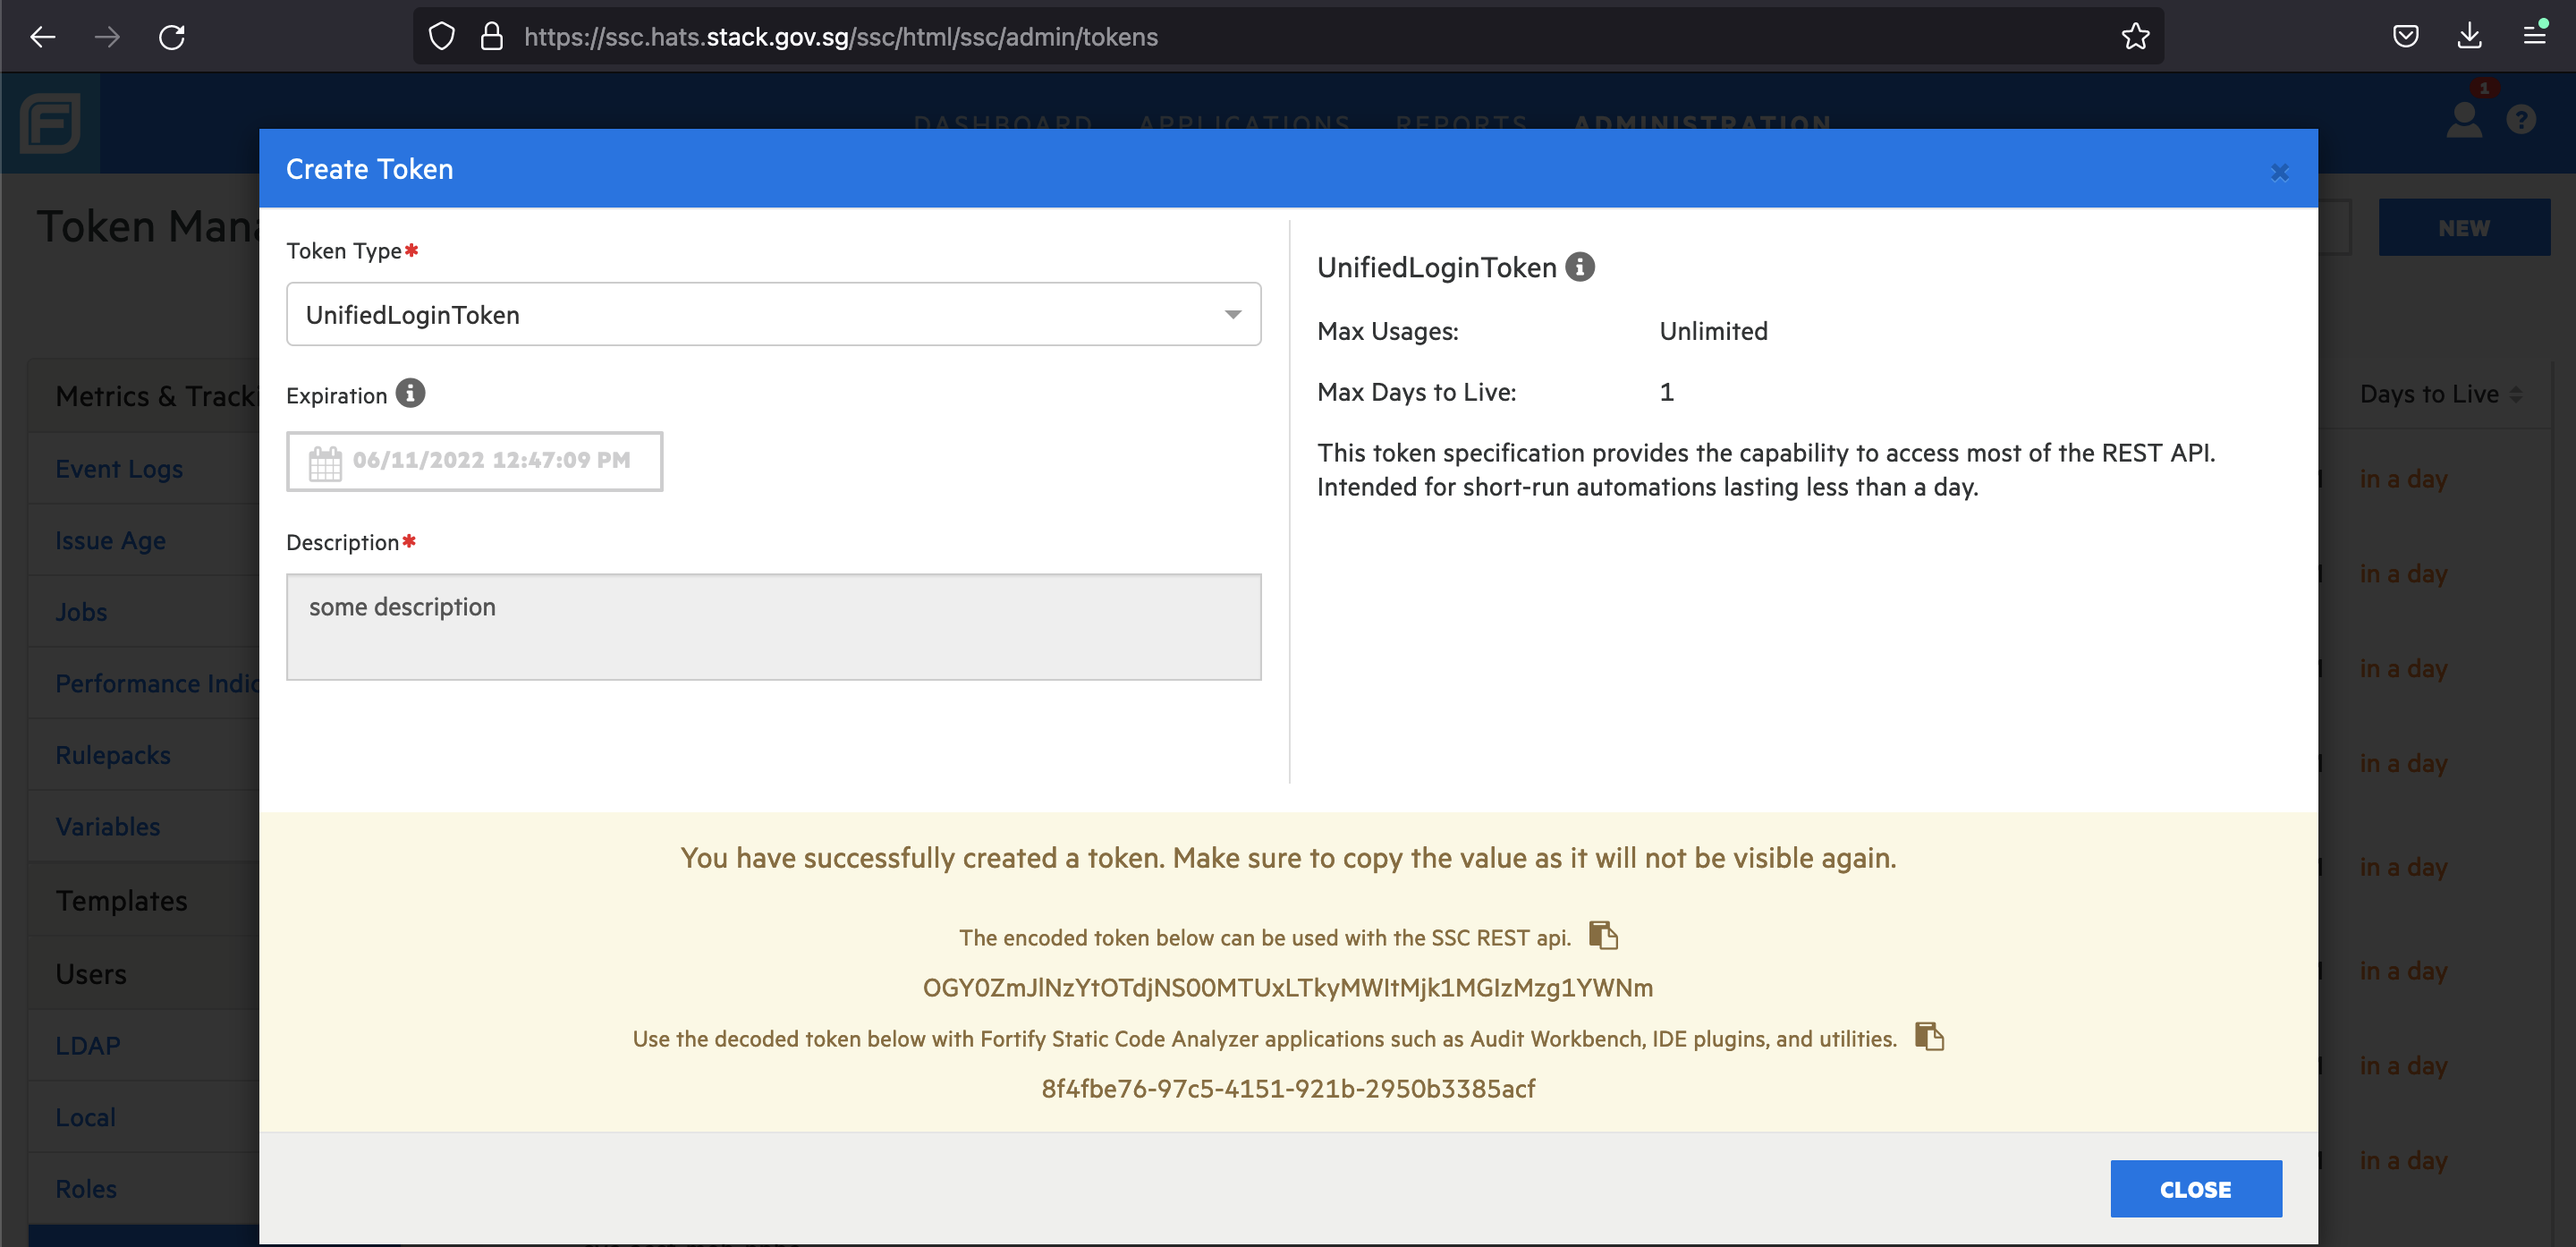 https://ssc.hats.stack.gov.sg/ssc/html/ssc/admin/tokens
DASHBOARD APPLICATIONS REPORTS ADMINISTRATION
1
?
Create Token
Token Mana
NEW
Token Type*
UnifiedLoginToken
Expiration
06/11/2022 12:47:09 PM
Description*
some description
UnifiedLoginToken
Max Usages: Unlimited
Max Days to Live: 1
This token specification provides the capability to access most of the REST API.
Intended for short-run automations lasting less than a day.
Metrics & Tracki
Event Logs
Issue Age
Jobs
Performance Indic
Rulepacks
Variables
Templates
Users
LDAP
Local
Roles
Days to Live
in a day
in a day
in a day
in a day
in a day
in a day
in a day
in a day
You have successfully created a token. Make sure to copy the value as it will not be visible again.
The encoded token below can be used with the SSC REST api.
OGY0ZmJlNzYtOTdjNS00MTUxLTkyMWItMjk1MGIzMzg1YWNm
Use the decoded token below with Fortify Static Code Analyzer applications such as Audit Workbench, IDE plugins, and utilities.
8f4fbe76-97c5-4151-921b-2950b3385acf
CLOSE